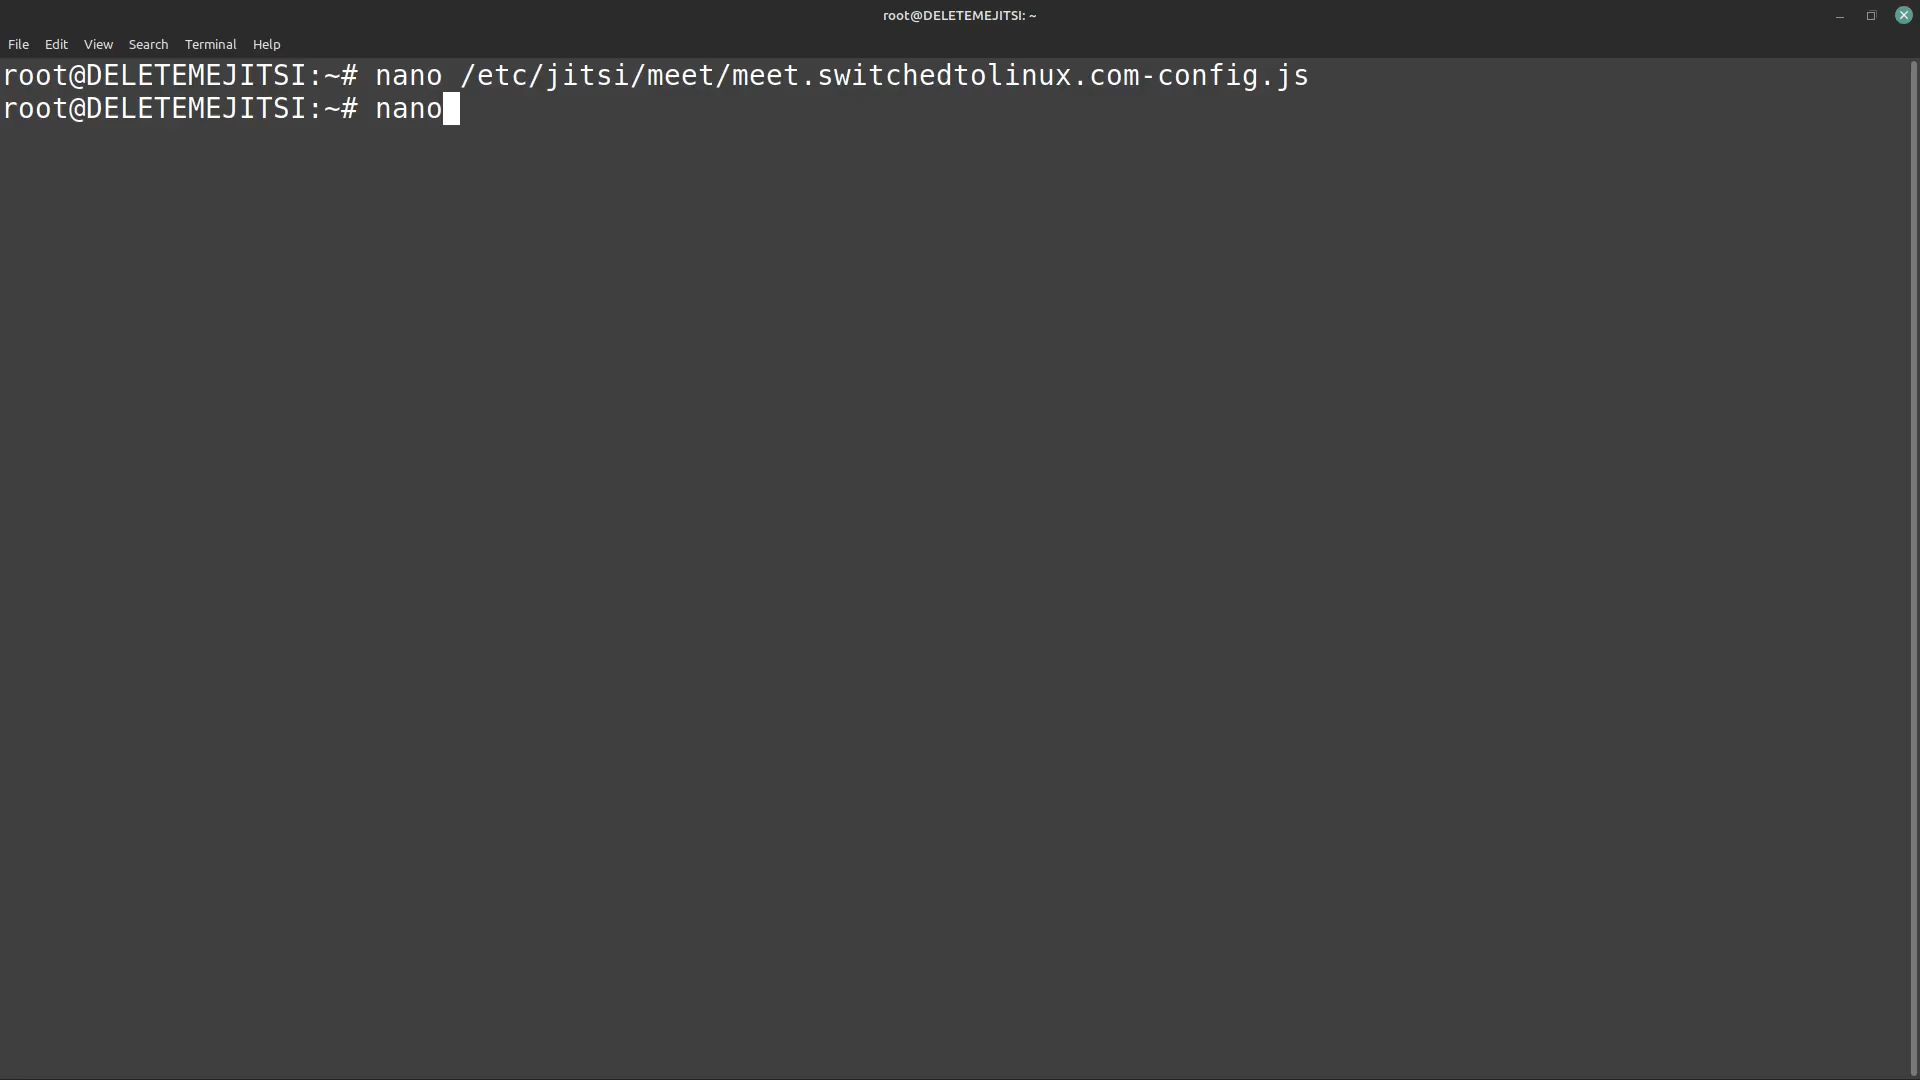 root@DELETEMEJITSI: ~
File Edit View Search Terminal Help
root@DELETEMEJITSI:~# nano /etc/jitsi/meet/meet.switchedtolinux.com-config.js
root@DELETEMEJITSI:~# nano